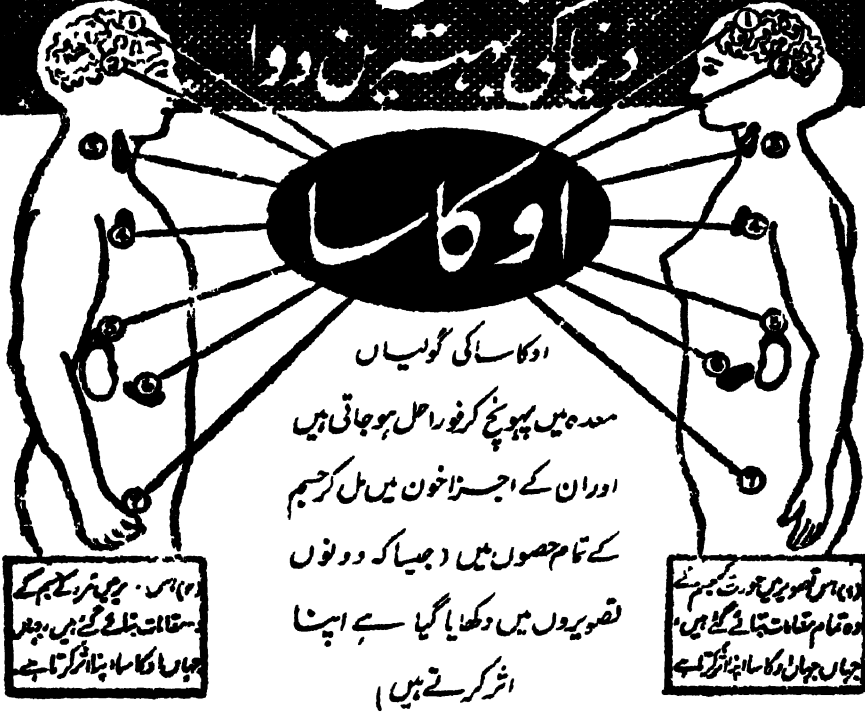 دنیا کی بہترین دوا
اوکاسا
اوکاسا کی گولیاں
معدہ میں پہونچ کر فوراً حل ہو جاتی ہیں
اور ان کے اجزا خون میں مل کر جسم
کے تمام حصوں میں (جیسا کہ دونوں
تصویروں میں دکھایا گیا ہے اپنا
اثر کرتے ہیں)
(۱) اس تصویر میں عورت کے جسم کے
وہ تمام مقامات بتائے گئے ہیں،
جہاں جہاں اوکاسا اپنا اثر کرتا ہے
(۲) اس میں مرد کے جسم کے
مقامات بتائے گئے ہیں، جہاں
جہاں اوکاسا اپنا اثر کرتا ہے